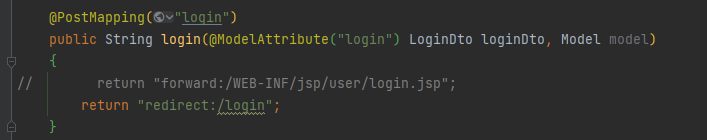 @PostMapping("login")
public String login(@ModelAttribute("login") LoginDto loginDto, Model model)
{
//        return "forward:/WEB-INF/jsp/user/login.jsp";
return "redirect:/login";
}